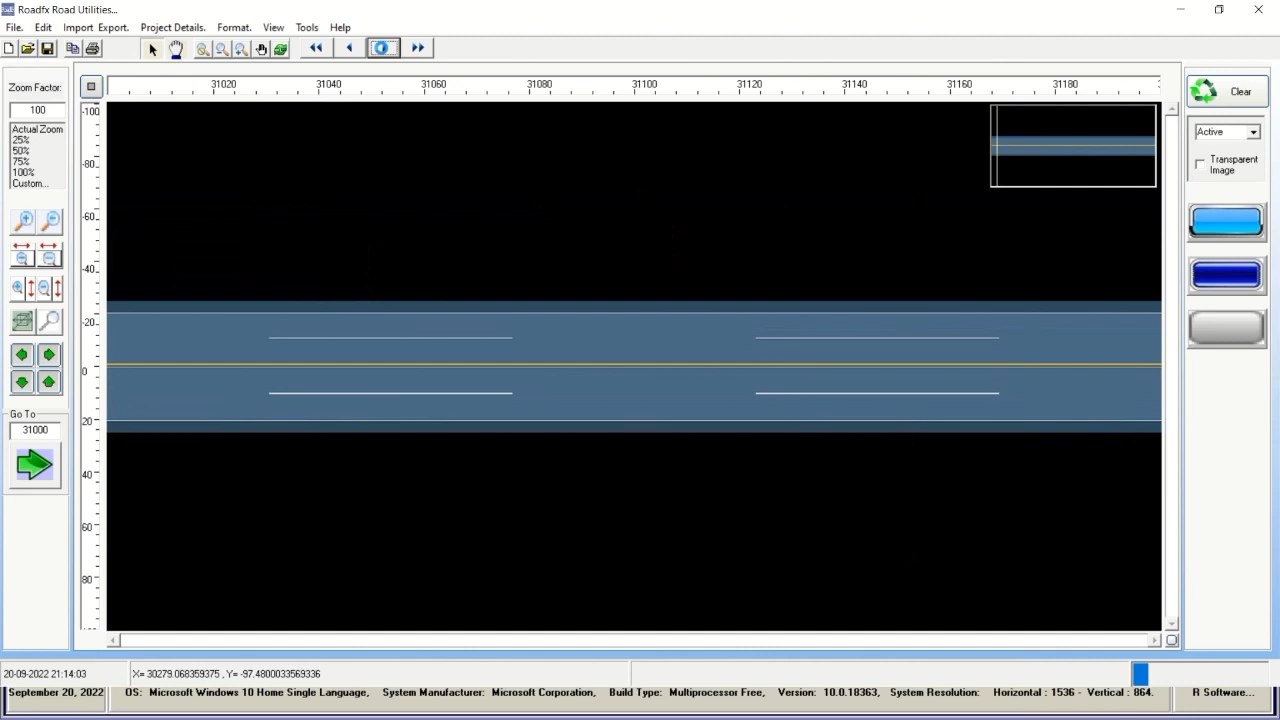 Roadfx Road Utilities...
File. Edit Import Export. Project Details. Format. View Tools Help
Zoom Factor:
100
Actual Zoom
25%
50%
75%
100%
Custom...
Go To
31000
31020 31040 31060 31080 31100 31120 31140 31160 31180
-100
-80
-60
-40
-20
0
20
40
60
80
Clear
Active
Transparent
Image
20-09-2022 21:14:03 X= 30279.068359375 , Y= -97.4800033569336
September 20, 2022 OS: Microsoft Windows 10 Home Single Language, System Manufacturer: Microsoft Corporation, Build Type: Multiprocessor Free, Version: 10.0.18363, System Resolution: Horizontal : 1536 - Vertical : 864. R Software...